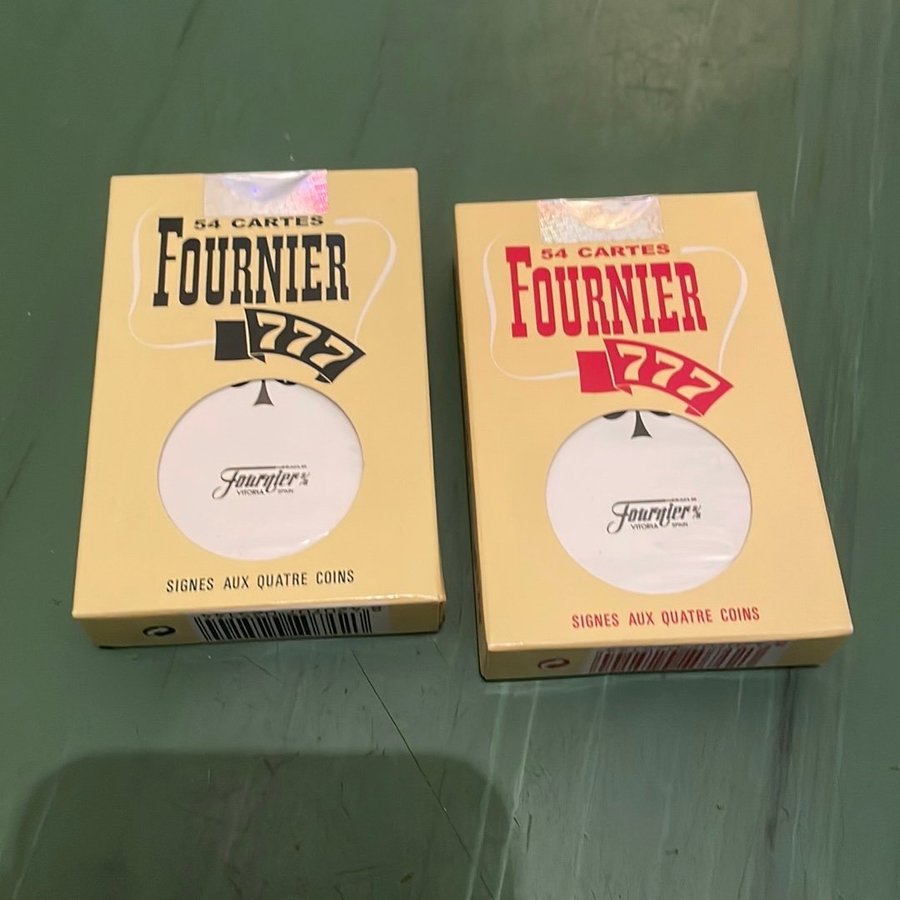 54 CARTES
FOURNIER
777
Fournier
VITORIA SPAIN
SIGNES AUX QUATRE COINS
54 CARTES
FOURNIER
777
Fournier
VITORIA SPAIN
SIGNES AUX QUATRE COINS